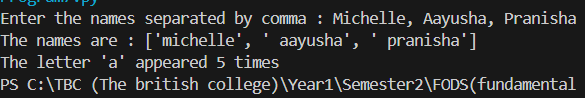 Enter the names separated by comma : Michelle, Aayusha, Pranisha
The names are : ['michelle', ' aayusha', ' pranisha']
The letter 'a' appeared 5 times
PS C:\TBC (The british college)\Year1\Semester2\FODS(fundamental